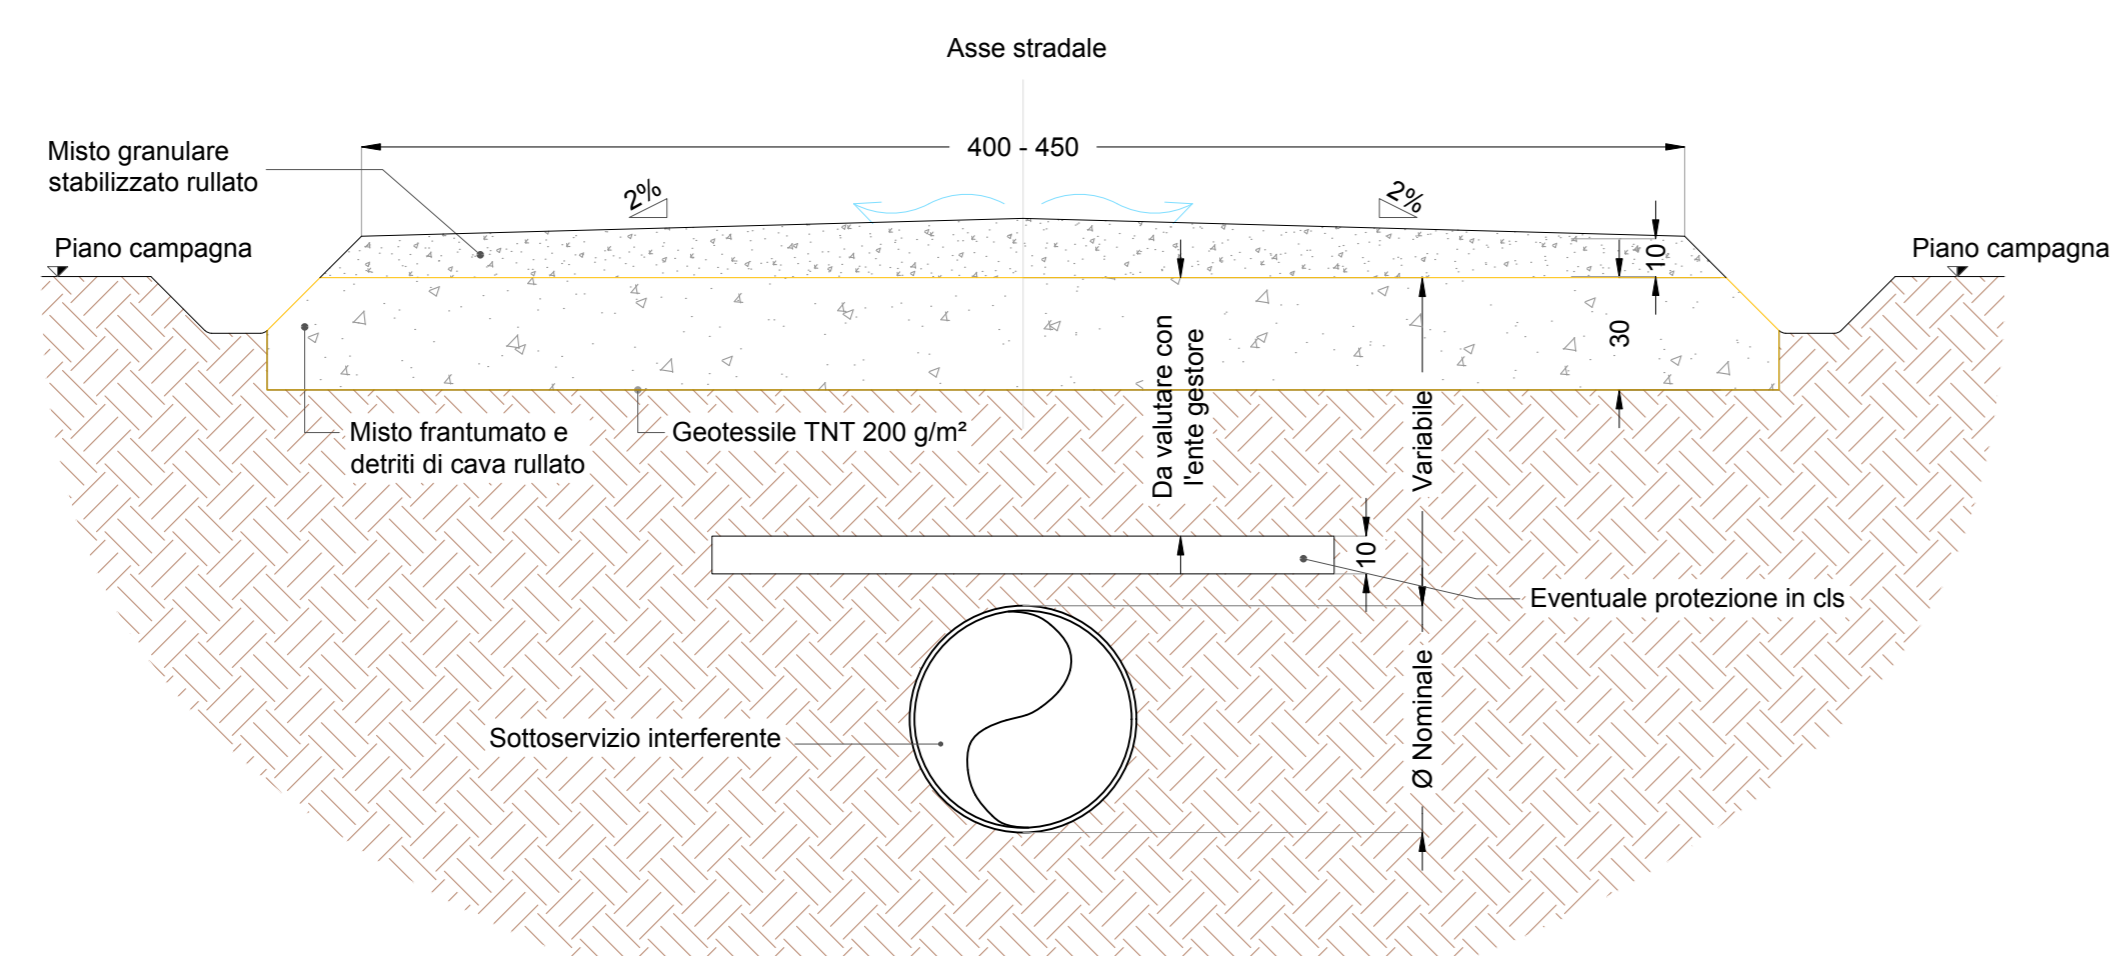 Asse stradale
400 - 450
Misto granulare
stabilizzato rullato
2%
2%
Piano campagna
Piano campagna
10
30
Da valutare con
l'ente gestore
Variabile
Misto frantumato e
detriti di cava rullato
Geotessile TNT 200 g/m²
10
Eventuale protezione in cls
Ø Nominale
Sottoservizio interferente